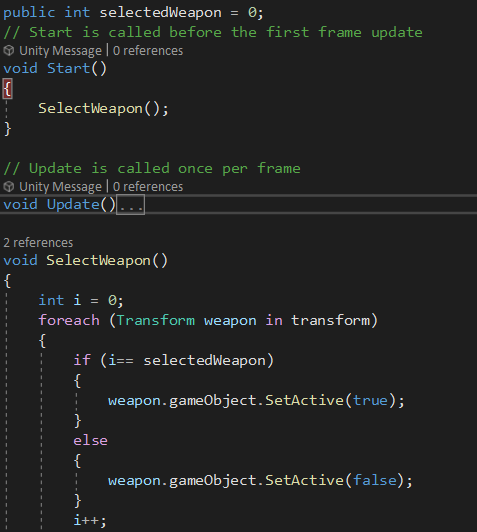 public int selectedWeapon = 0;
// Start is called before the first frame update
Unity Message | 0 references
void Start()
{
SelectWeapon();
}
// Update is called once per frame
Unity Message | 0 references
void Update()...
2 references
void SelectWeapon()
{
int i = 0;
foreach (Transform weapon in transform)
{
if (i== selectedWeapon)
{
weapon.gameObject.SetActive(true);
}
else
{
weapon.gameObject.SetActive(false);
}
i++;